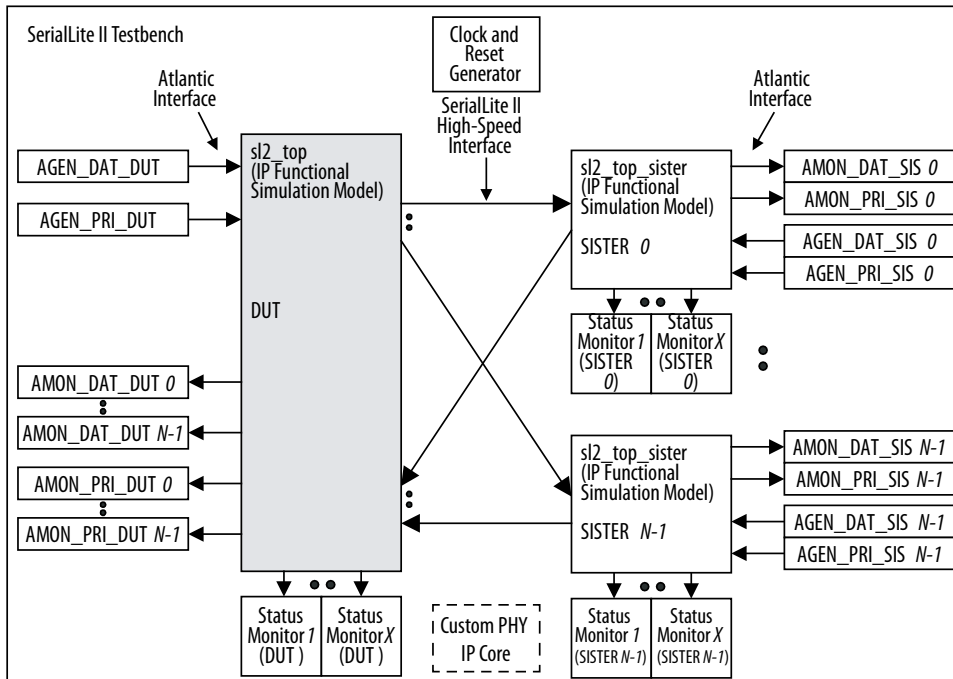 SerialLite II Testbench
Clock and
Reset
Generator
Atlantic
Interface
SerialLite II
High-Speed
Interface
Atlantic
Interface
AGEN_DAT_DUT
AGEN_PRI_DUT
sl2_top
(IP Functional
Simulation Model)
DUT
AMON_DAT_DUT 0
AMON_DAT_DUT N-1
AMON_PRI_DUT 0
AMON_PRI_DUT N-1
Status
Monitor 1
(DUT )
Status
Monitor X
(DUT )
Custom PHY
IP Core
sl2_top_sister
(IP Functional
Simulation Model)
SISTER 0
AMON_DAT_SIS 0
AMON_PRI_SIS 0
AGEN_DAT_SIS 0
AGEN_PRI_SIS 0
Status
Monitor 1
(SISTER
0)
Status
Monitor X
(SISTER
0)
sl2_top_sister
(IP Functional
Simulation Model)
SISTER N-1
AMON_DAT_SIS N-1
AMON_PRI_SIS N-1
AGEN_DAT_SIS N-1
AGEN_PRI_SIS N-1
Status
Monitor 1
(SISTER N-1)
Status
Monitor X
(SISTER N-1)